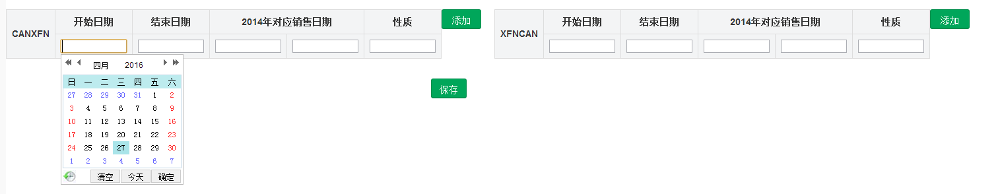 开始日期 结束日期 2014年对应销售日期 性质 添加
CANXFN
开始日期 结束日期 2014年对应销售日期 性质 添加
XFNCAN
四月 2016
日 一 二 三 四 五 六
27 28 29 30 31 1 2
3 4 5 6 7 8 9
10 11 12 13 14 15 16
17 18 19 20 21 22 23
24 25 26 27 28 29 30
1 2 3 4 5 6 7
清空 今天 确定
保存